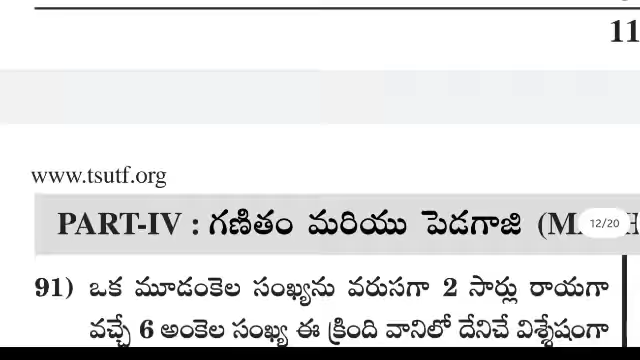 11
www.tsutf.org
PART-IV : గణితం మరియు పెడగాజి (M
12/20
91) ఒక మూడంకెల సంఖ్యను వరుసగా 2 సార్లు రాయగా
వచ్చే 6 అంకెల సంఖ్య ఈ క్రింది వానిలో దేనిచే విశ్శేషంగా